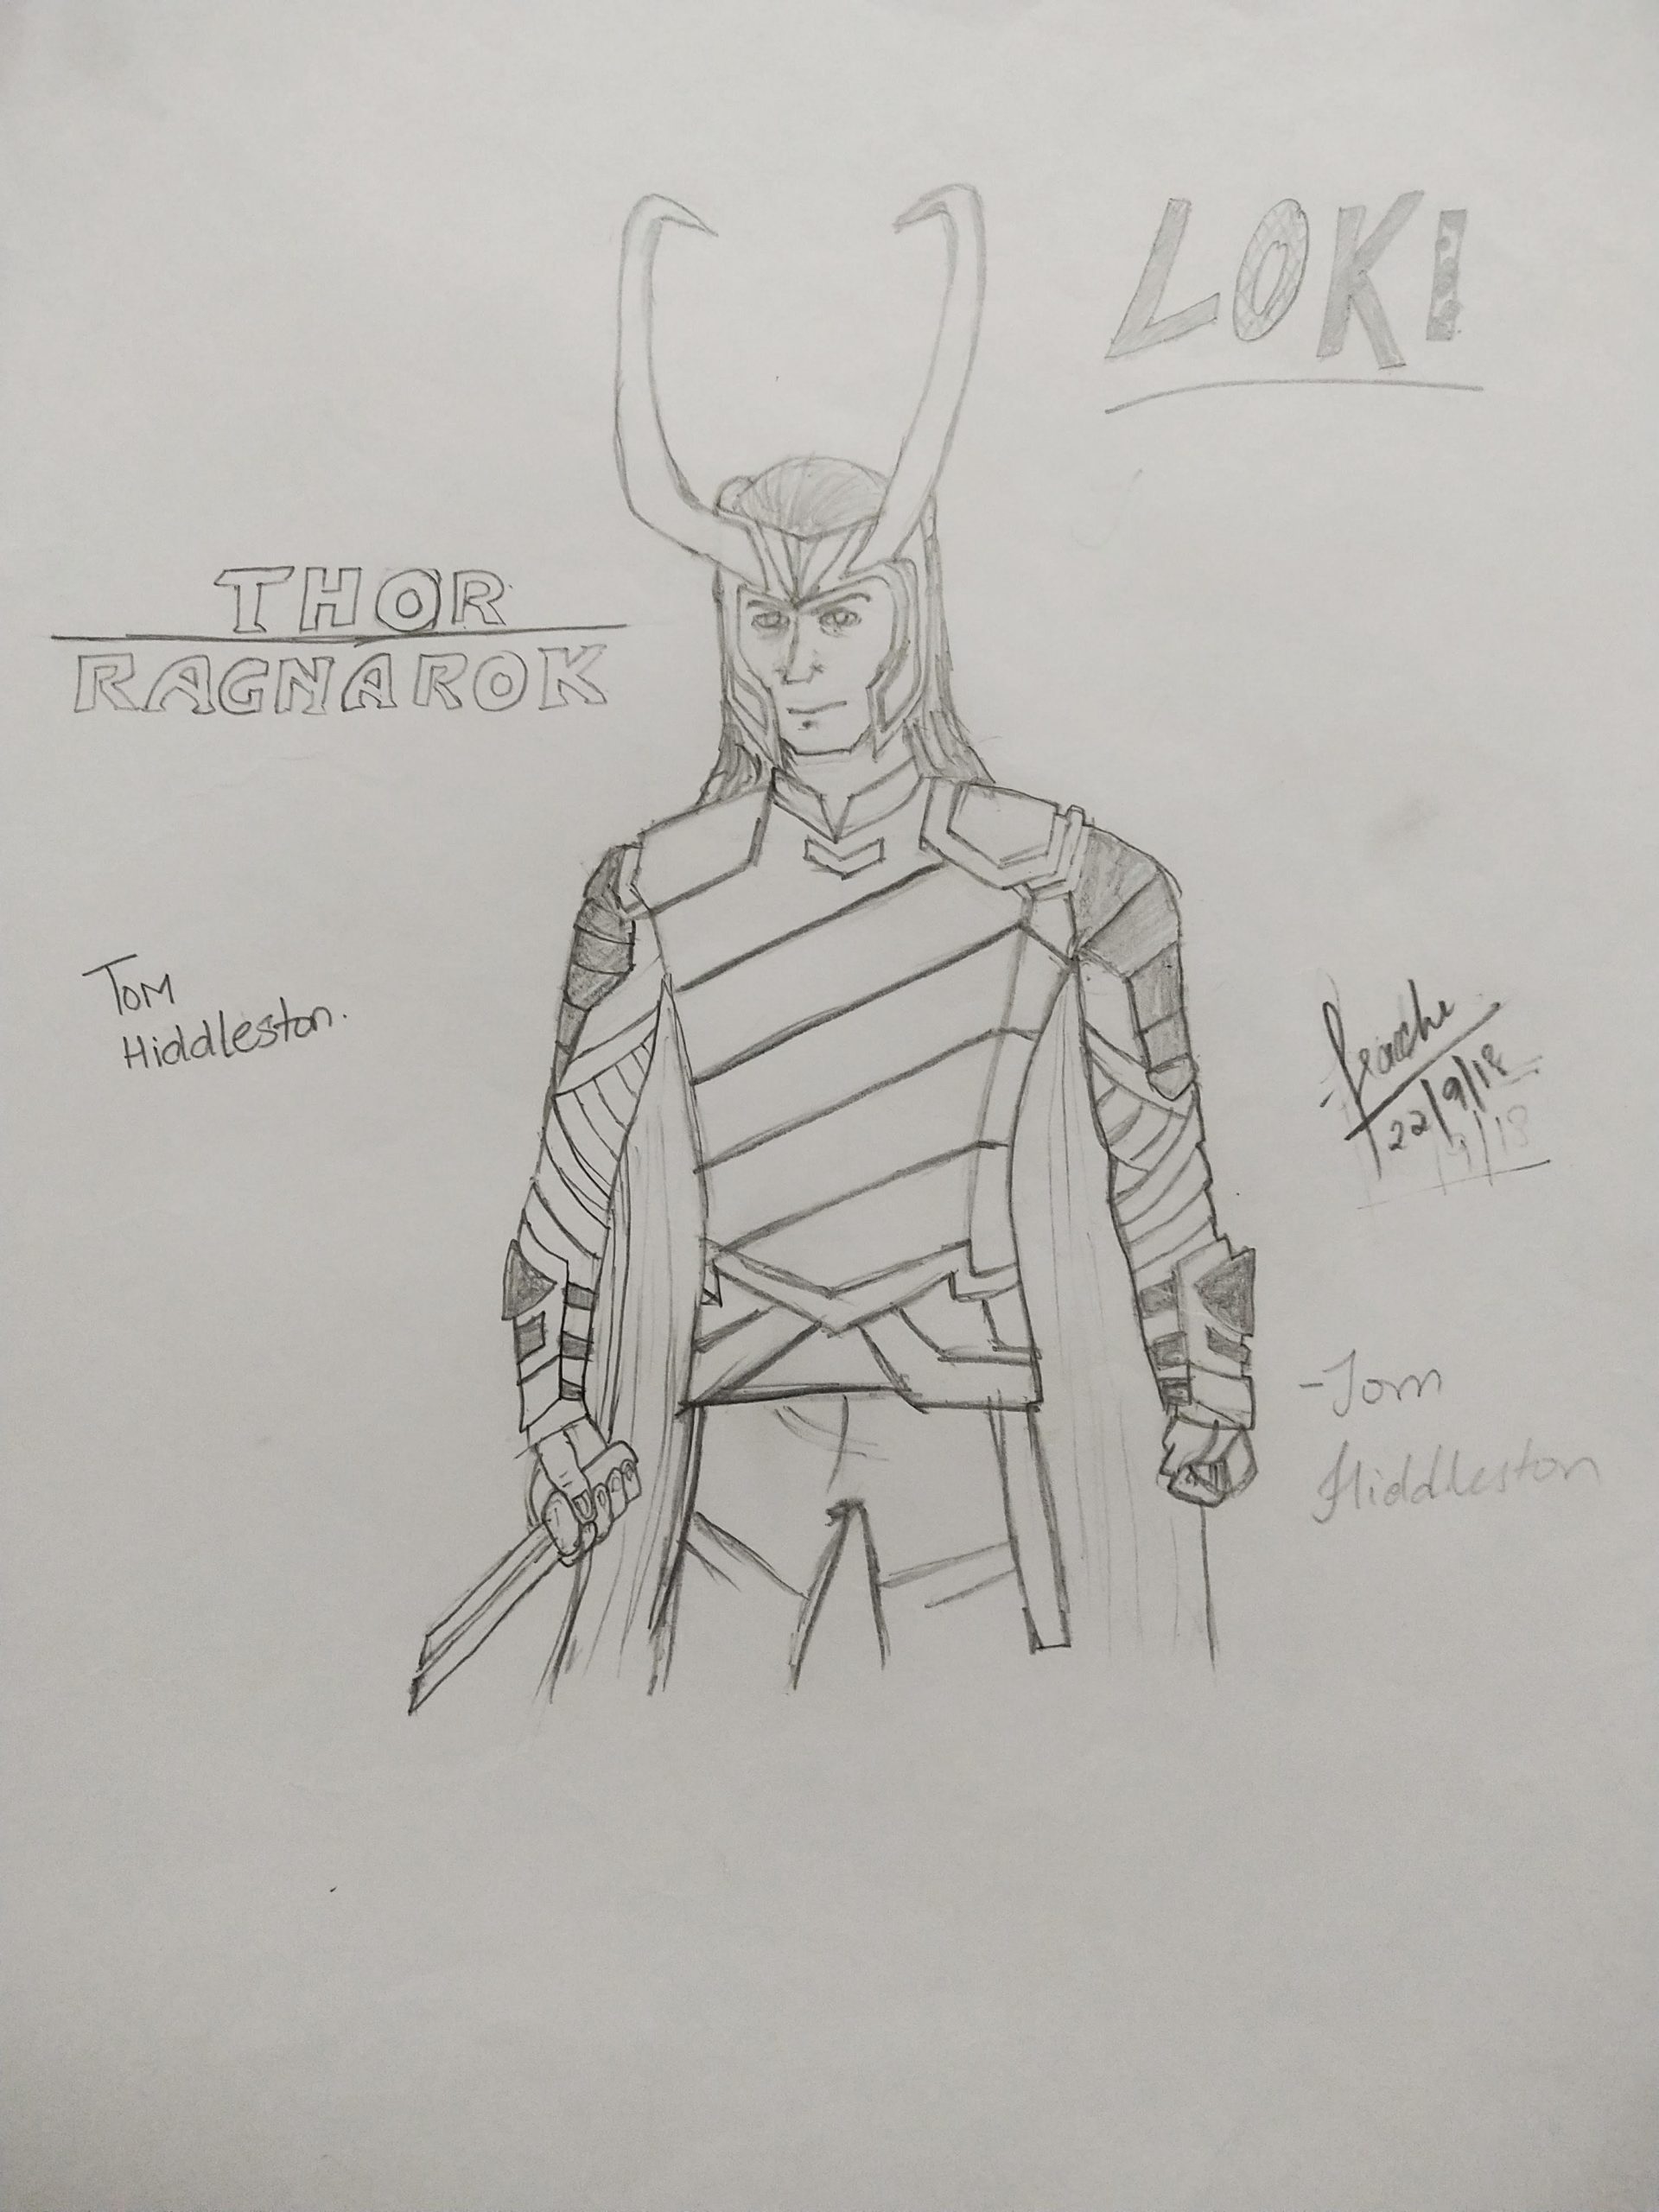 LOKI
THOR
RAGNAROK
Tom
Hiddleston.
22/9/18
-Tom
Hiddleston